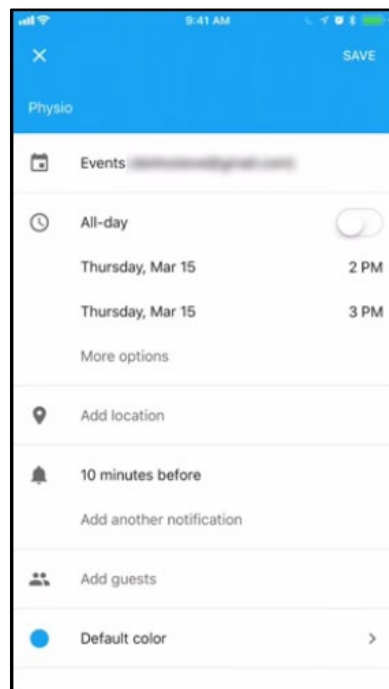 9:41 AM
SAVE
Physio
Events
All-day
Thursday, Mar 15 2 PM
Thursday, Mar 15 3 PM
More options
Add location
10 minutes before
Add another notification
Add guests
Default color